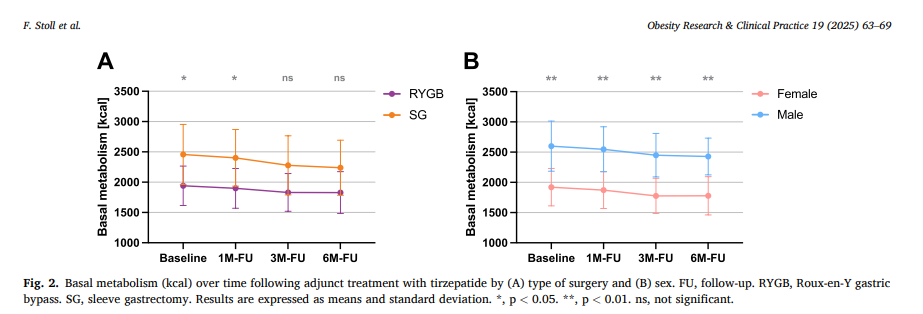 F. Stoll et al.
Obesity Research & Clinical Practice 19 (2025) 63–69
A
* * ns ns
3500
3000
2500
2000
1500
1000
Basal metabolism [kcal]
Baseline 1M-FU 3M-FU 6M-FU
RYGB
SG
B
** ** ** **
3500
3000
2500
2000
1500
1000
Basal metabolism [kcal]
Baseline 1M-FU 3M-FU 6M-FU
Female
Male
Fig. 2. Basal metabolism (kcal) over time following adjunct treatment with tirzepatide by (A) type of surgery and (B) sex. FU, follow-up. RYGB, Roux-en-Y gastric
bypass. SG, sleeve gastrectomy. Results are expressed as means and standard deviation. *, p < 0.05. **, p < 0.01. ns, not significant.